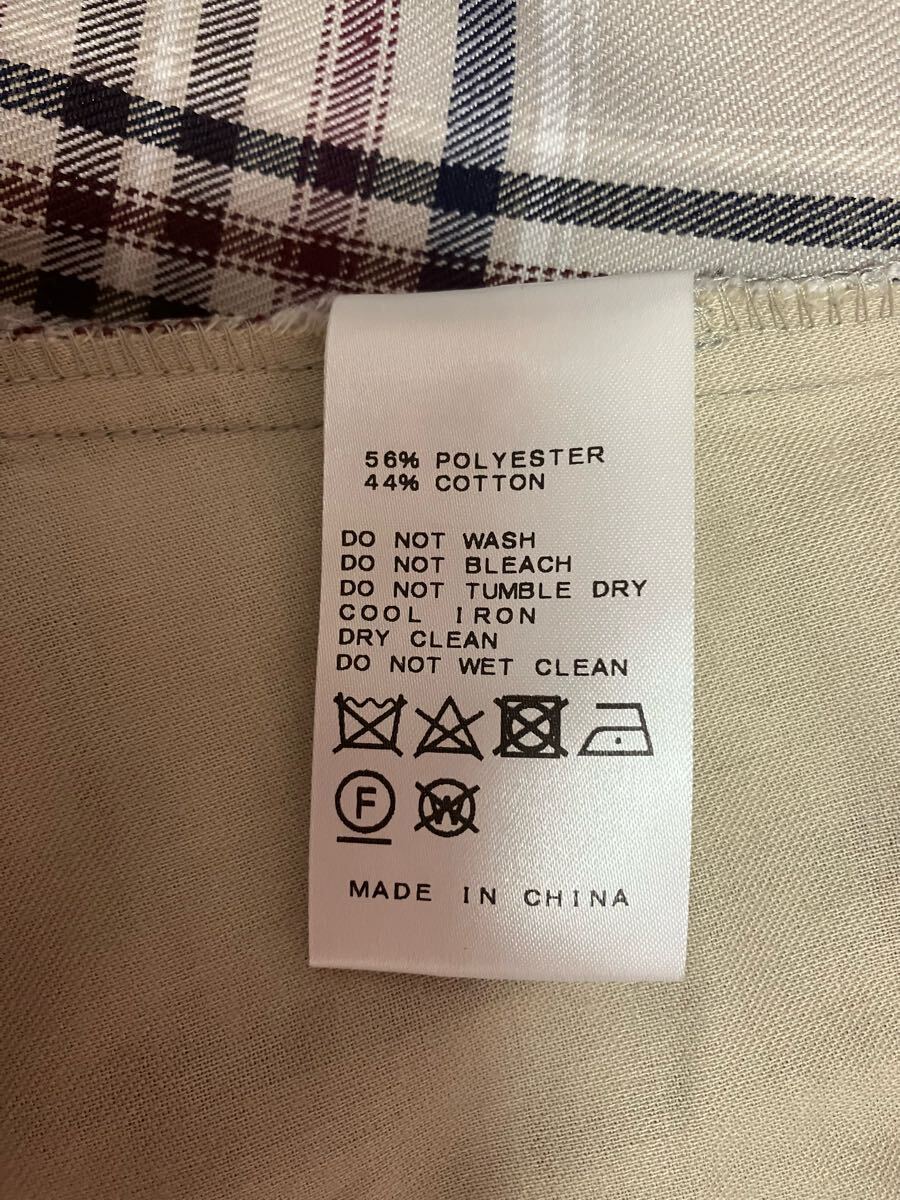 56% POLYESTER
44% COTTON
DO NOT WASH
DO NOT BLEACH
DO NOT TUMBLE DRY
COOL IRON
DRY CLEAN
DO NOT WET CLEAN
F
W
MADE IN CHINA